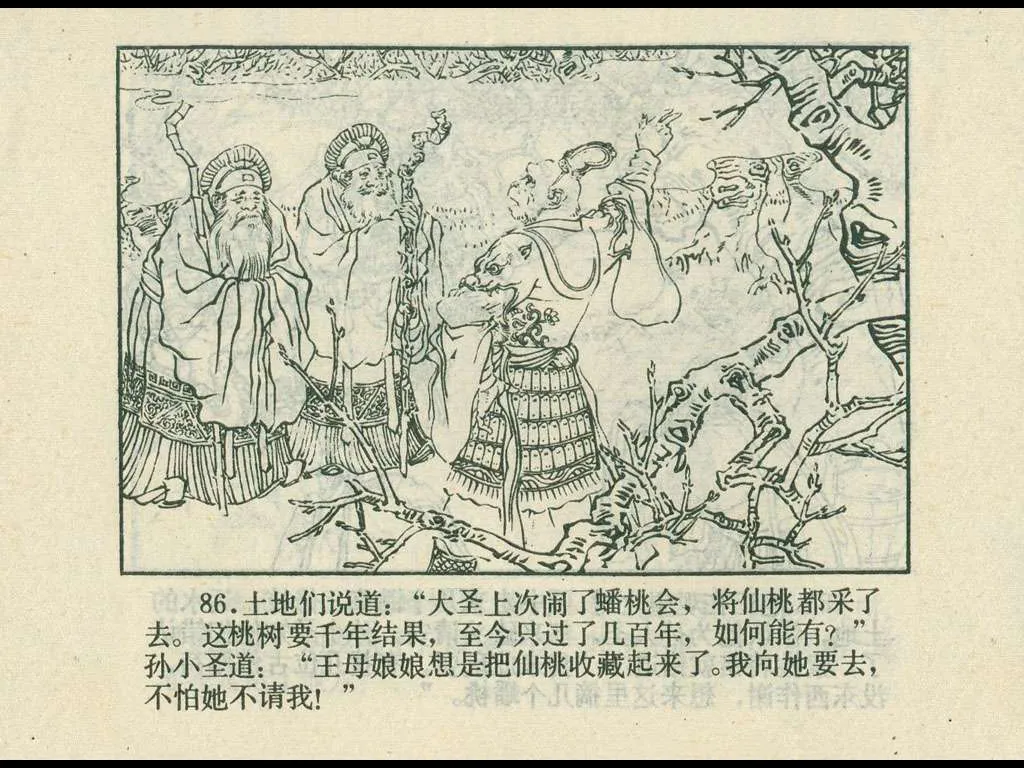 86.土地们说道：“大圣上次闹了蟠桃会，将仙桃都采了
去。这桃树要千年结果，至今只过了几百年，如何能有？”
孙小圣道：“王母娘娘想是把仙桃收藏起来了。我向她要去，
不怕她不请我！”